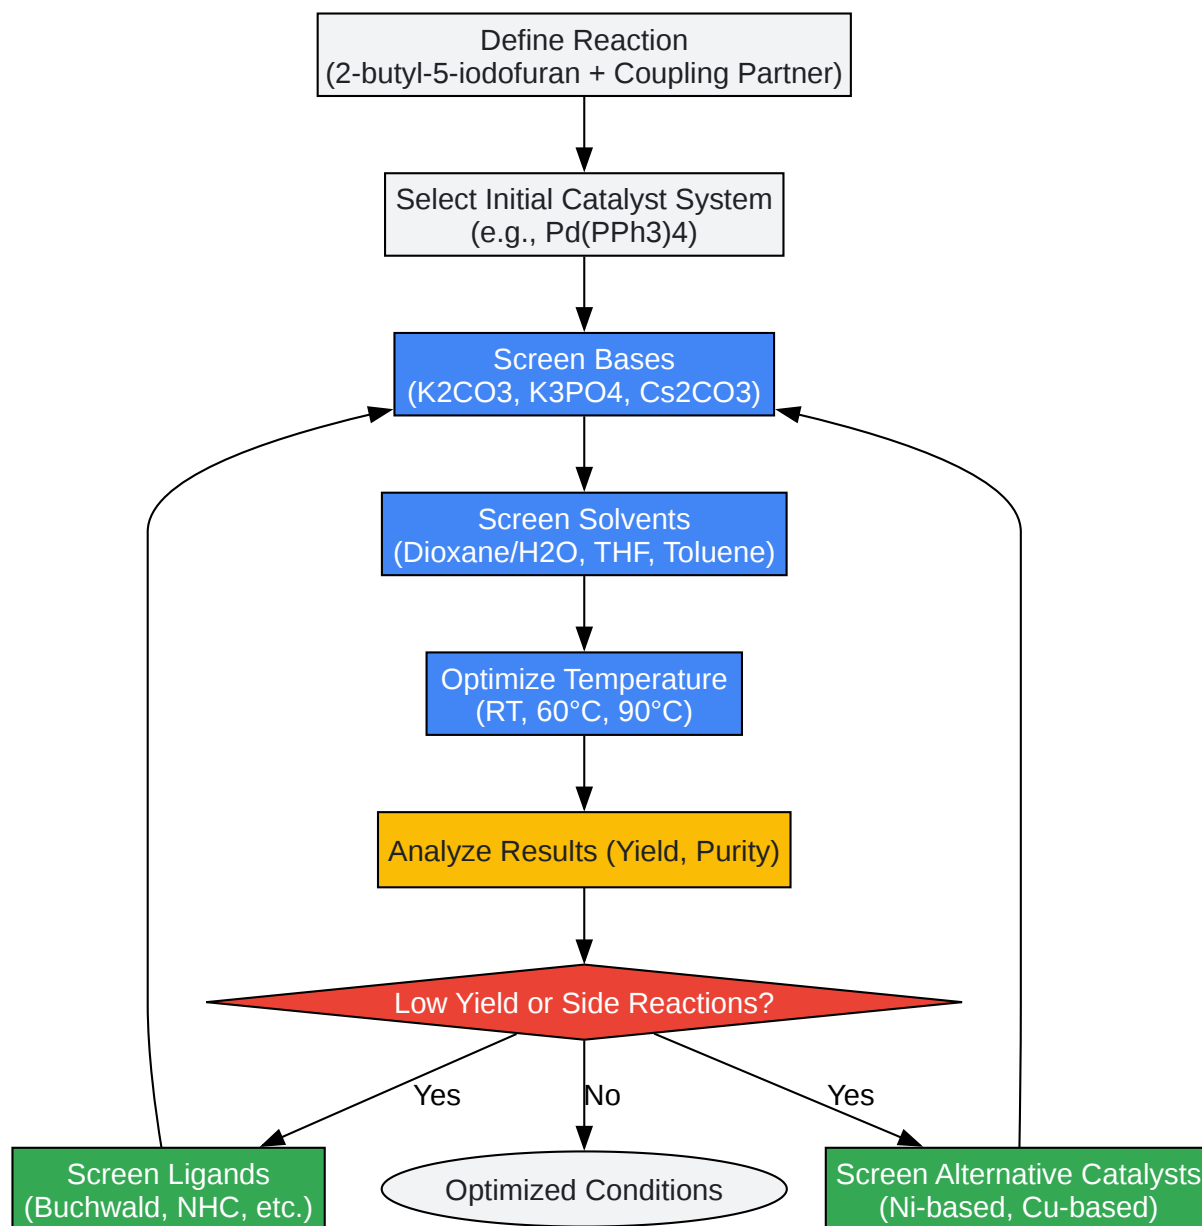 Define Reaction
(2-butyl-5-iodofuran + Coupling Partner)
Select Initial Catalyst System
(e.g., Pd(PPh3)4)
Screen Bases
(K2CO3, K3PO4, Cs2CO3)
Screen Solvents
(Dioxane/H2O, THF, Toluene)
Optimize Temperature
(RT, 60°C, 90°C)
Analyze Results (Yield, Purity)
Low Yield or Side Reactions?
Yes
No
Yes
Screen Ligands
(Buchwald, NHC, etc.)
Optimized Conditions
Screen Alternative Catalysts
(Ni-based, Cu-based)